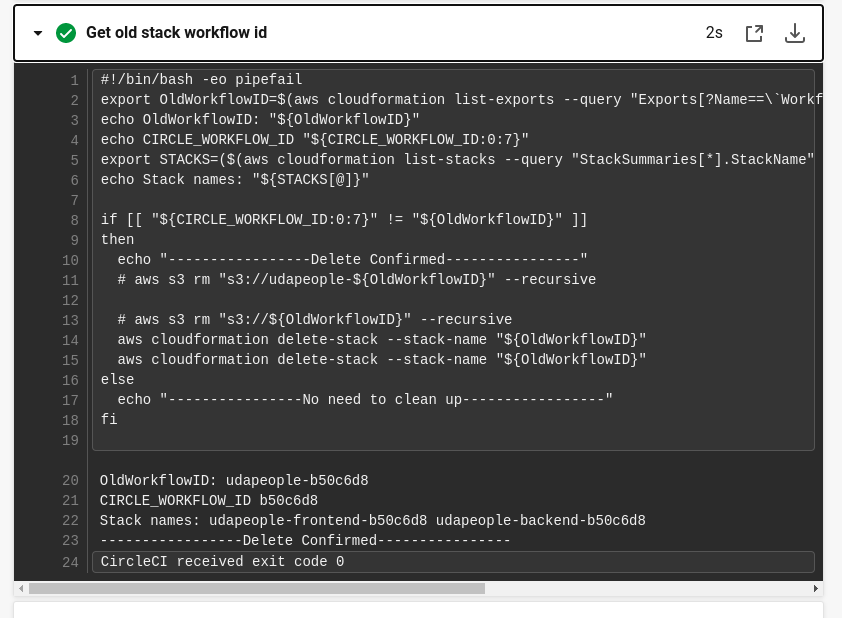 Get old stack workflow id
2s
1 #!/bin/bash -eo pipefail
2 export OldWorkflowID=$(aws cloudformation list-exports --query "Exports[?Name==\`Workf
3 echo OldWorkflowID: "${OldWorkflowID}"
4 echo CIRCLE_WORKFLOW_ID "${CIRCLE_WORKFLOW_ID:0:7}"
5 export STACKS=($(aws cloudformation list-stacks --query "StackSummaries[*].StackName"
6 echo Stack names: "${STACKS[@]}"
7
8 if [[ "${CIRCLE_WORKFLOW_ID:0:7}" != "${OldWorkflowID}" ]]
9 then
10   echo "-----------------Delete Confirmed----------------"
11   # aws s3 rm "s3://udapeople-${OldWorkflowID}" --recursive
12
13   # aws s3 rm "s3://${OldWorkflowID}" --recursive
14   aws cloudformation delete-stack --stack-name "${OldWorkflowID}"
15   aws cloudformation delete-stack --stack-name "${OldWorkflowID}"
16 else
17   echo "----------------No need to clean up-----------------"
18 fi
19
20 OldWorkflowID: udapeople-b50c6d8
21 CIRCLE_WORKFLOW_ID b50c6d8
22 Stack names: udapeople-frontend-b50c6d8 udapeople-backend-b50c6d8
23 -----------------Delete Confirmed----------------
24 CircleCI received exit code 0